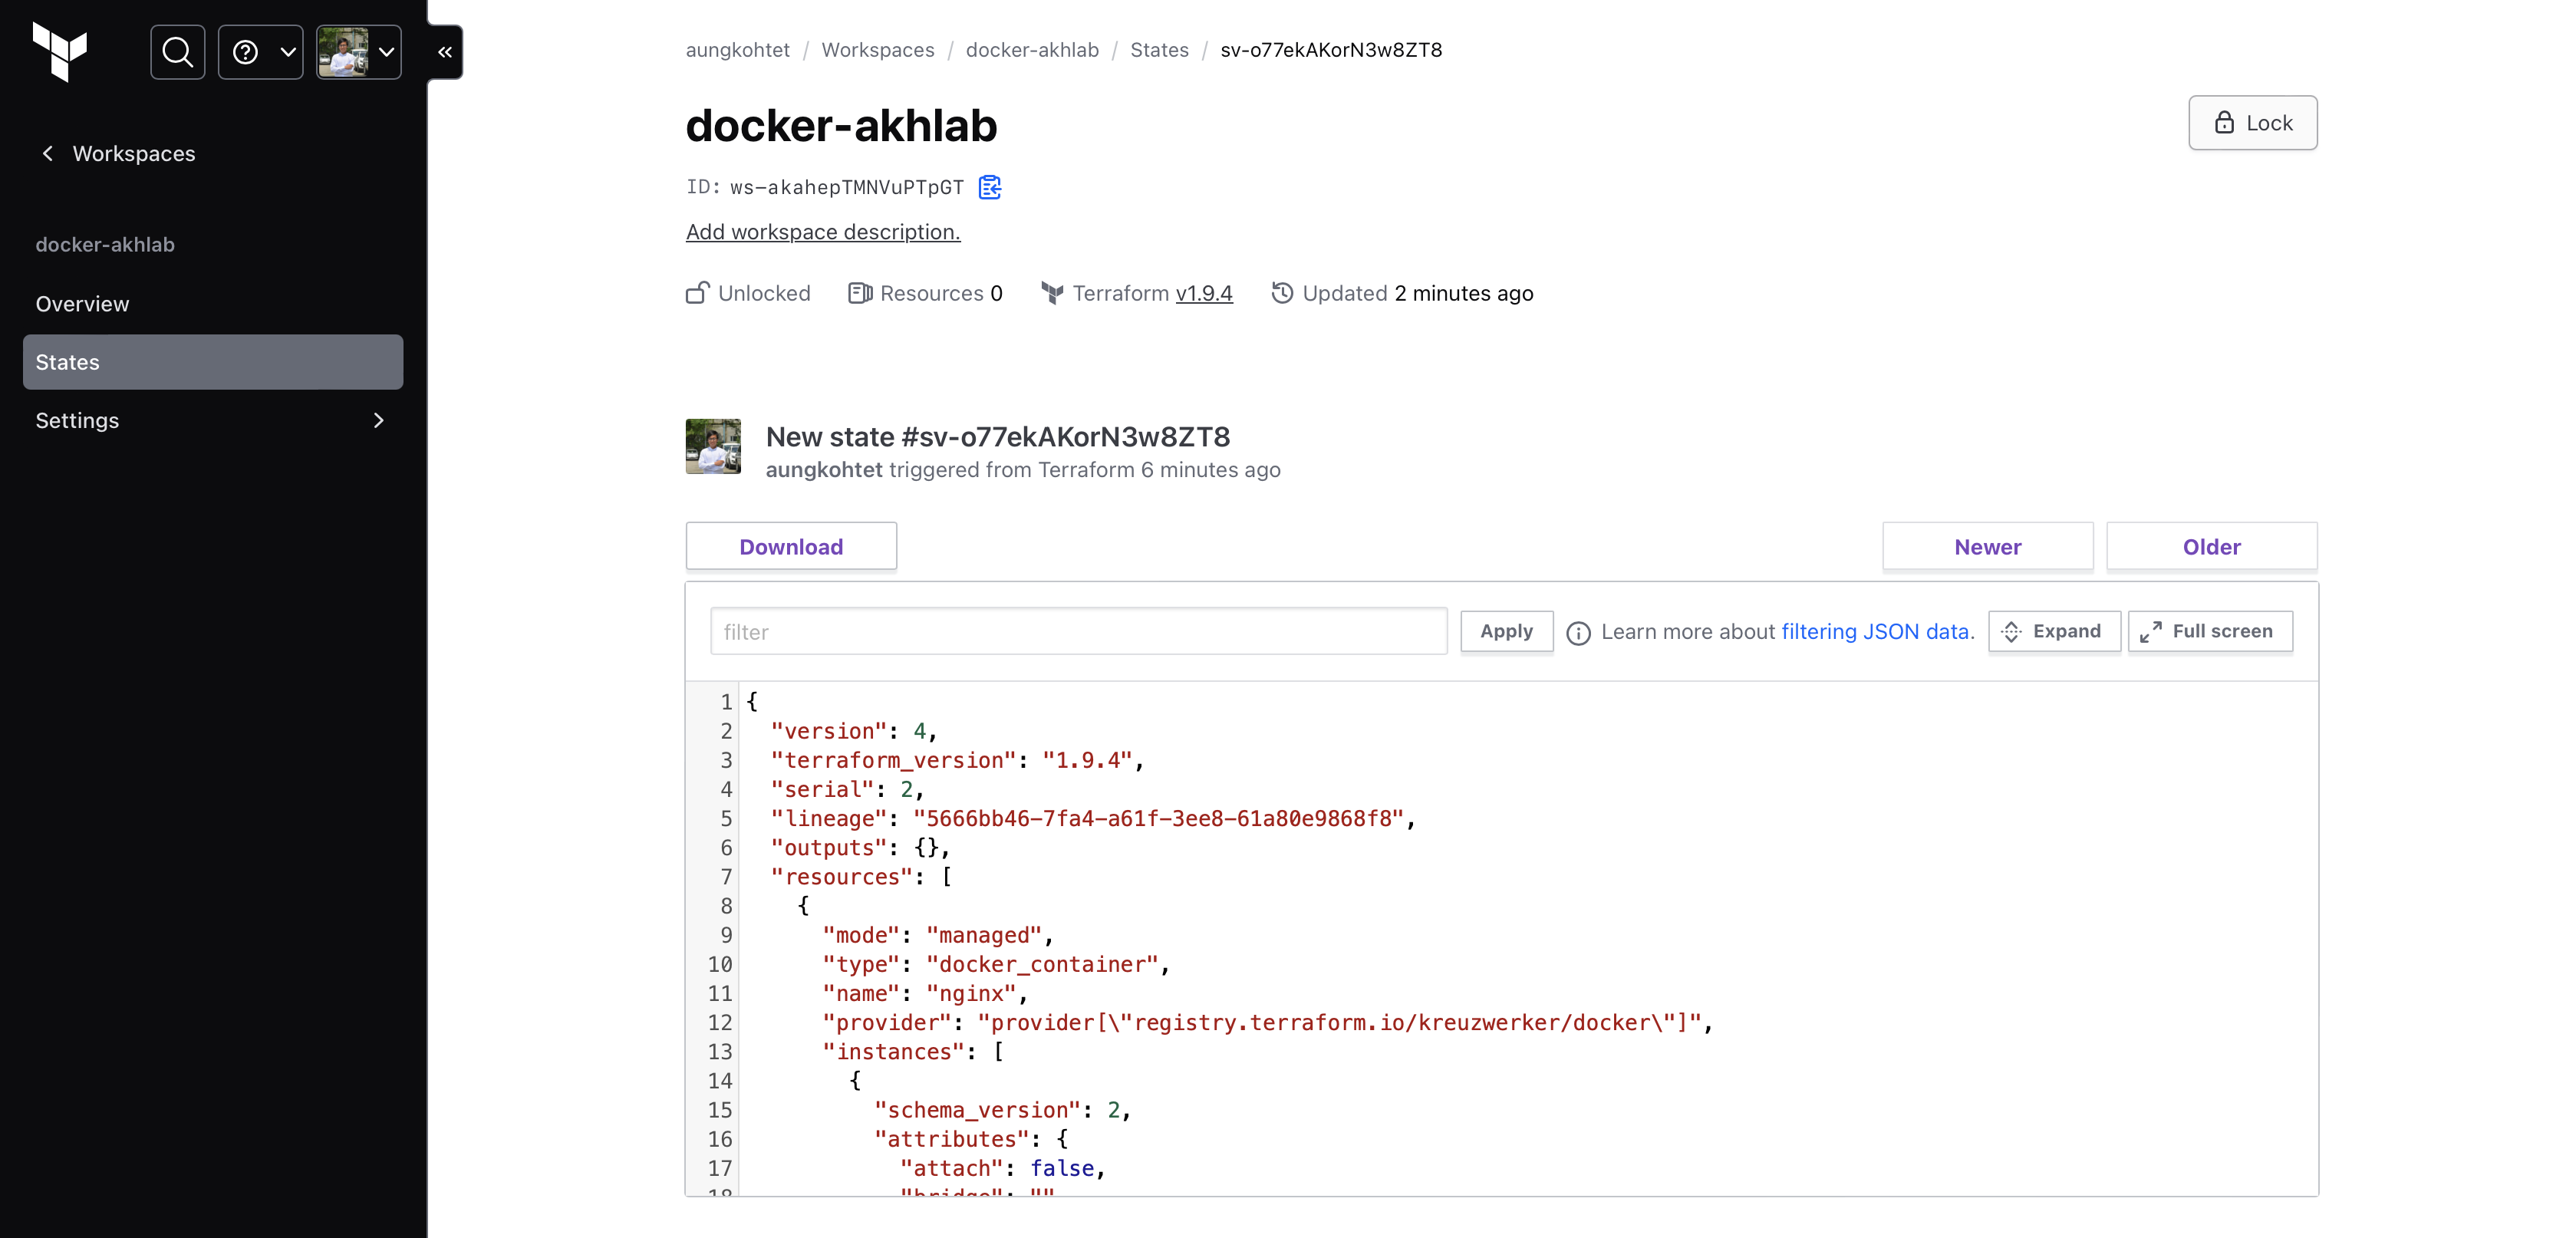 Workspaces
docker-akhlab
Overview
States
Settings
aungkohtet / Workspaces / docker-akhlab / States / sv-o77ekAKorN3w8ZT8
docker-akhlab
Lock
ID: ws-akahepTMNVuPTpGT
Add workspace description.
Unlocked Resources 0 Terraform v1.9.4 Updated 2 minutes ago
New state #sv-o77ekAKorN3w8ZT8
aungkohtet triggered from Terraform 6 minutes ago
Download Newer Older
filter Apply Learn more about filtering JSON data. Expand Full screen
1 {
2 "version": 4,
3 "terraform_version": "1.9.4",
4 "serial": 2,
5 "lineage": "5666bb46-7fa4-a61f-3ee8-61a80e9868f8",
6 "outputs": {},
7 "resources": [
8 {
9 "mode": "managed",
10 "type": "docker_container",
11 "name": "nginx",
12 "provider": "provider[\"registry.terraform.io/kreuzwerker/docker\"]",
13 "instances": [
14 {
15 "schema_version": 2,
16 "attributes": {
17 "attach": false,
18 "bridge": ""